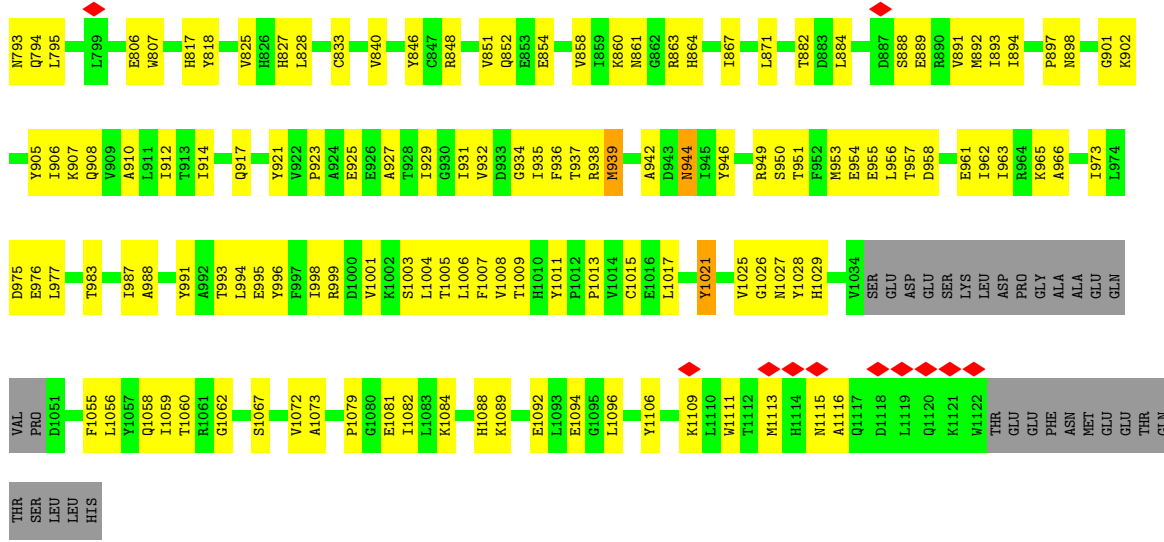 N793 Q794 L795 L799 E806 W807 H817 Y818 V825 H826 H827 L828 C833 V840 Y846 C847 R848 V851 Q852 E853 E854 V858 I859 K860 N861 G862 R863 H864 I867 L871 T882 D883 L884 D887 S888 E889 R890 V891 M892 I893 I894 P897 N898 G901 K902
Y905 I906 K907 Q908 V909 A910 L911 I912 T913 I914 Q917 Y921 V922 P923 A924 E925 E926 A927 T928 I929 G930 I931 V932 D933 G934 I935 F936 T937 R938 M939 A942 D943 N944 I945 Y946 R949 S950 T951 F952 M953 E954 E955 L956 T957 D958 E961 I962 I963 R964 K965 A966 I973 L974
D975 E976 L977 T983 I987 A988 Y991 A992 T993 L994 E995 Y996 F997 I998 R999 D1000 V1001 K1002 S1003 L1004 T1005 L1006 F1007 V1008 T1009 H1010 Y1011 P1012 P1013 V1014 C1015 E1016 L1017 Y1021 V1025 G1026 N1027 Y1028 H1029 V1034 SER GLU ASP GLU SER LYS LEU ASP PRO GLY ALA ALA GLU GLN
VAL PRO D1051 F1055 L1056 Y1057 Q1058 I1059 T1060 R1061 G1062 S1067 V1072 A1073 P1079 G1080 E1081 I1082 L1083 K1084 H1088 K1089 E1092 L1093 E1094 G1095 L1096 Y1106 K1109 L1110 W1111 T1112 M1113 H1114 N1115 A1116 Q1117 D1118 L1119 Q1120 K1121 W1122 THR GLU GLU PHE ASN MET GLU GLU THR GLN
THR SER LEU LEU HIS